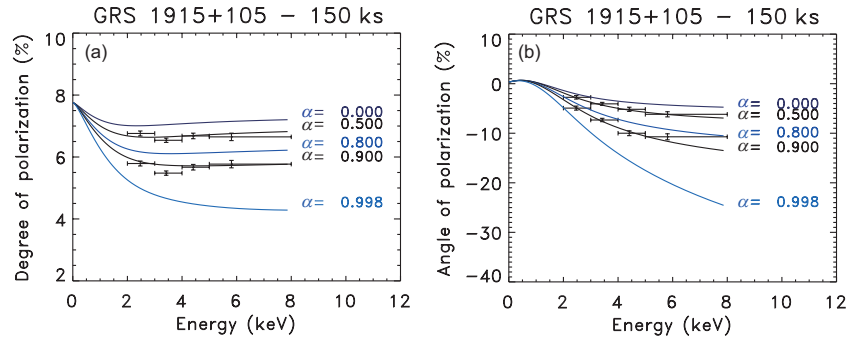 GRS 1915+105 – 150 ks
(a)
Degree of polarization (%)
10
8
6
4
2
α= 0.000
α= 0.500
α= 0.800
α= 0.900
α= 0.998
0 2 4 6 8 10 12
Energy (keV)
GRS 1915+105 – 150 ks
(b)
Angle of polarization (%)
10
0
−10
−20
−30
−40
α= 0.000
α= 0.500
α= 0.800
α= 0.900
α= 0.998
0 2 4 6 8 10 12
Energy (keV)